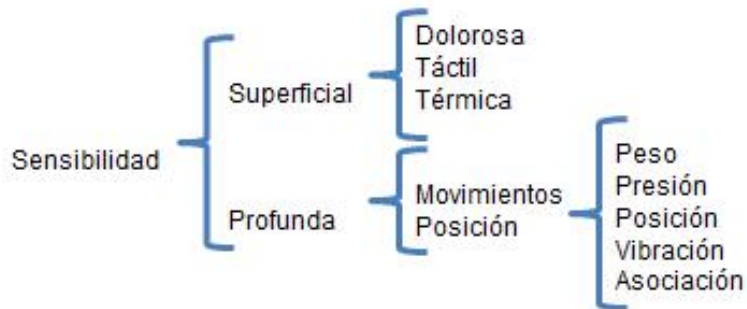 Sensibilidad
Superficial
Dolorosa
Táctil
Térmica
Profunda
Movimientos
Posición
Peso
Presión
Posición
Vibración
Asociación